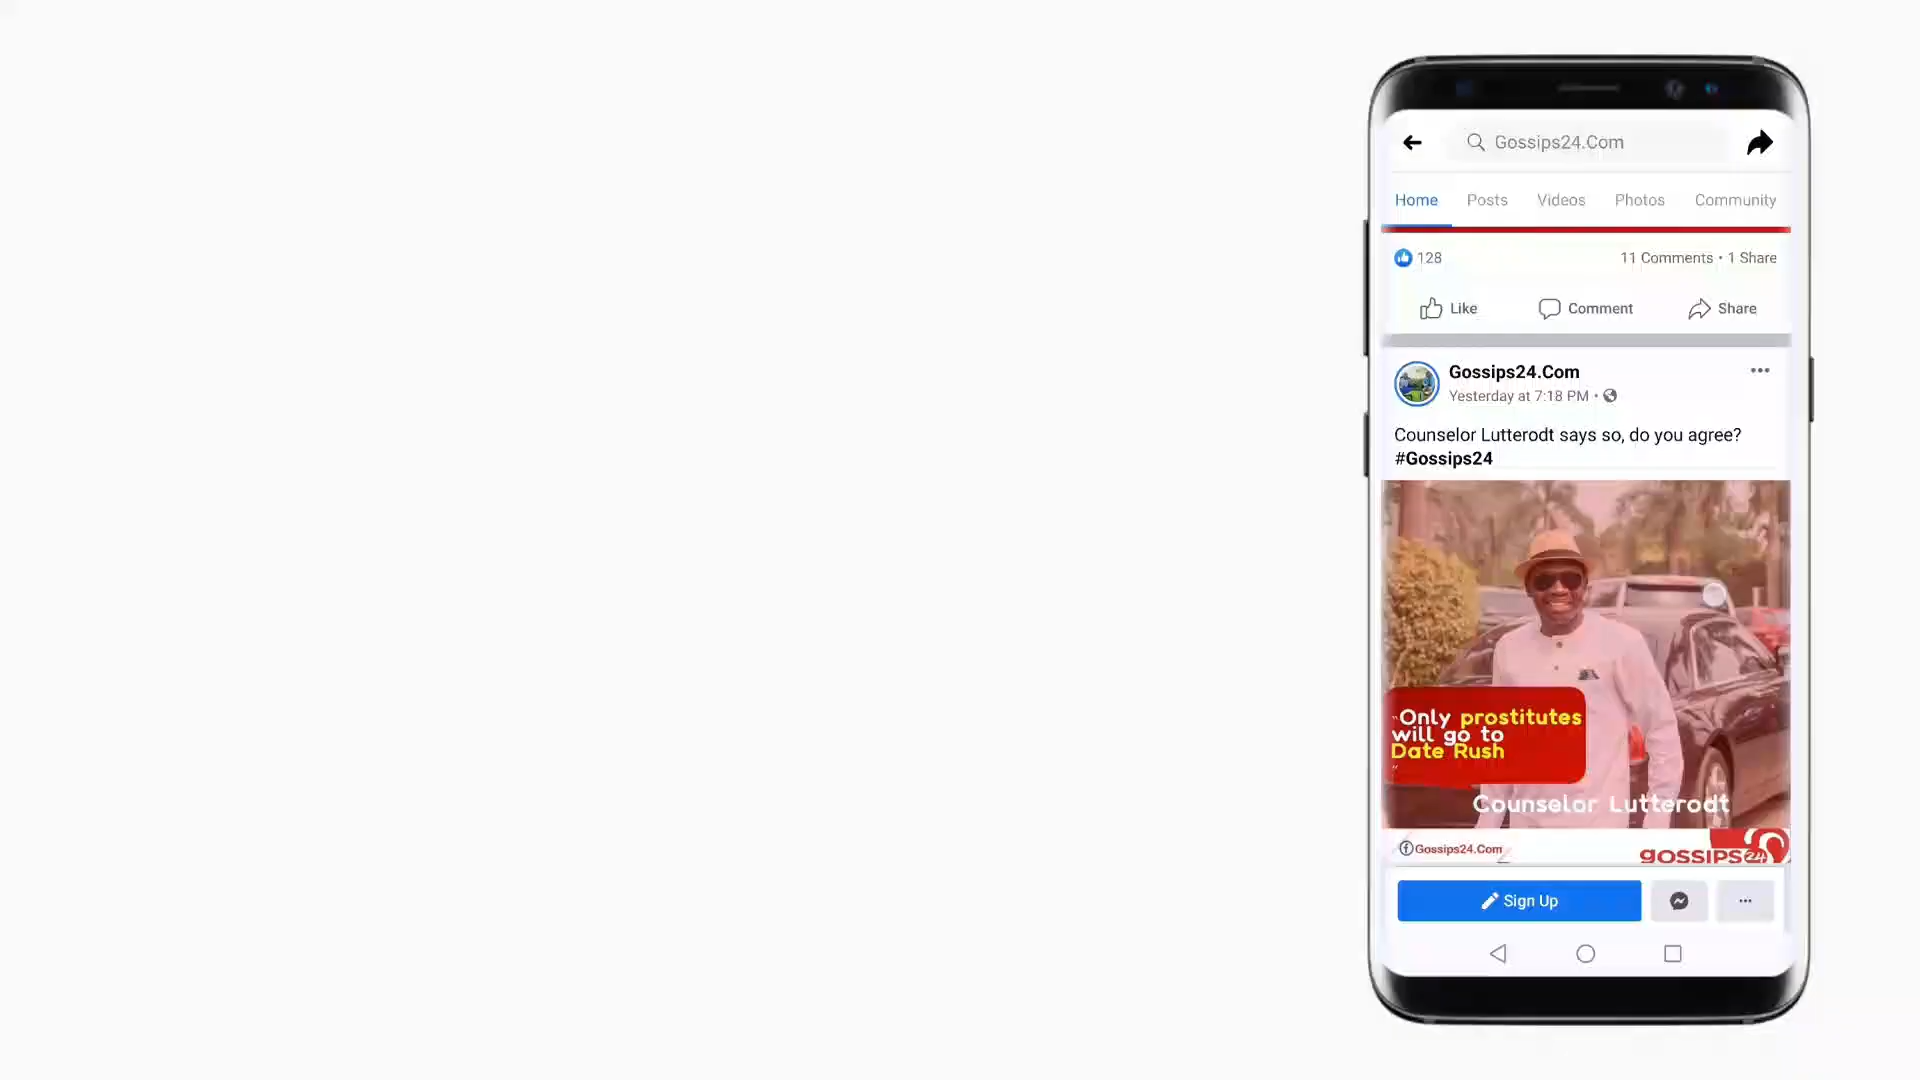 Gossips24.Com
Home Posts Videos Photos Community
128 11 Comments • 1 Share
Like Comment Share
Gossips24.Com
Yesterday at 7:18 PM •
Counselor Lutterodt says so, do you agree?
#Gossips24
"Only prostitutes
will go to
Date Rush
"
Counselor Lutterodt
Gossips24.Com
gossips24
Sign Up